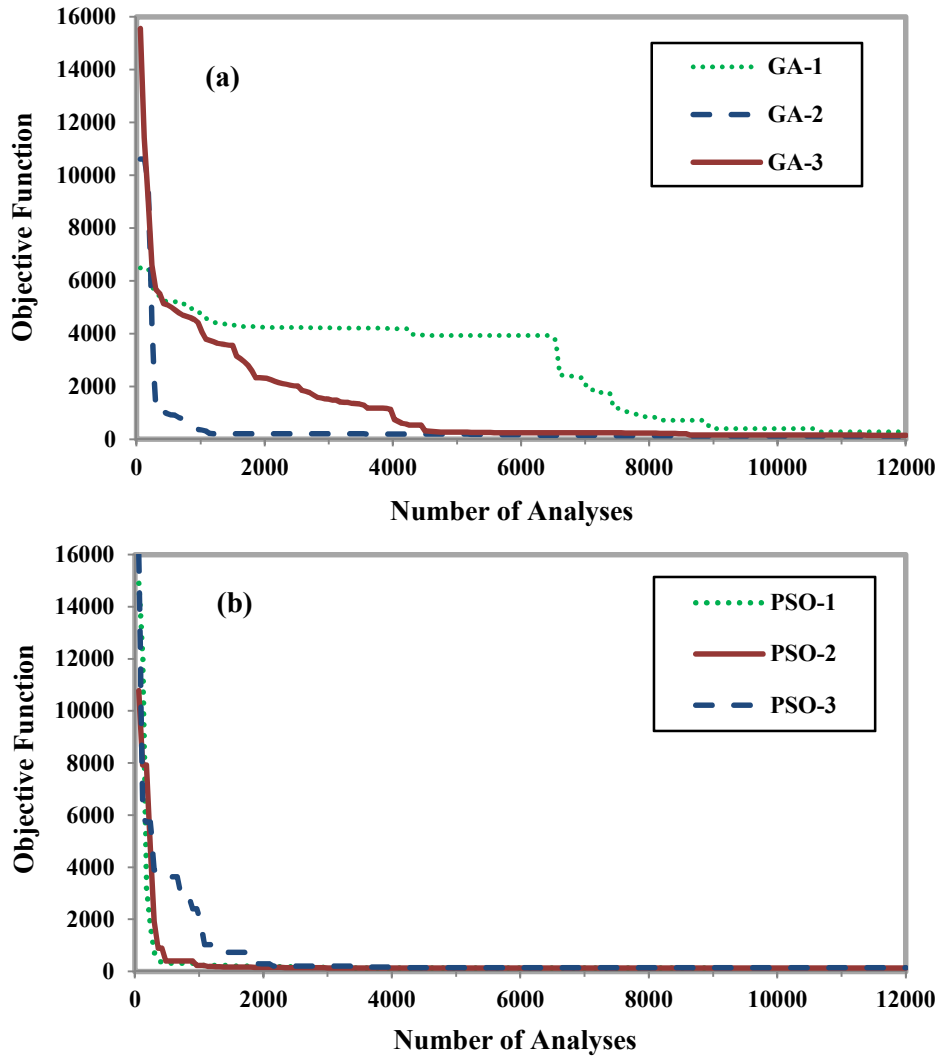 16000
14000
12000
10000
8000
6000
4000
2000
0
Objective Function
(a)
GA-1
GA-2
GA-3
0 2000 4000 6000 8000 10000 12000
Number of Analyses
16000
14000
12000
10000
8000
6000
4000
2000
0
Objective Function
(b)
PSO-1
PSO-2
PSO-3
0 2000 4000 6000 8000 10000 12000
Number of Analyses